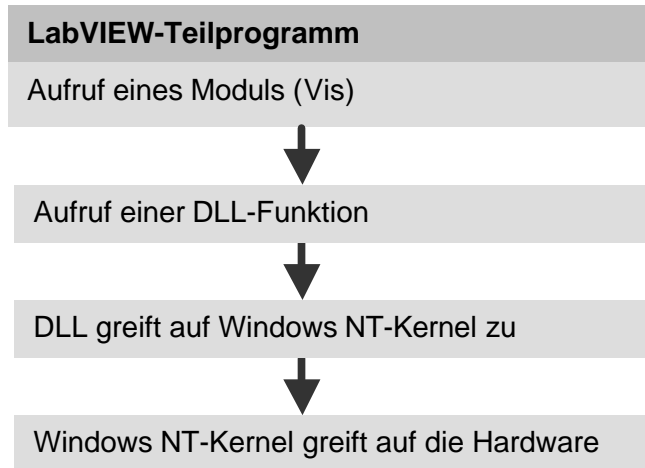 LabVIEW-Teilprogramm
Aufruf eines Moduls (Vis)
Aufruf einer DLL-Funktion
DLL greift auf Windows NT-Kernel zu
Windows NT-Kernel greift auf die Hardware